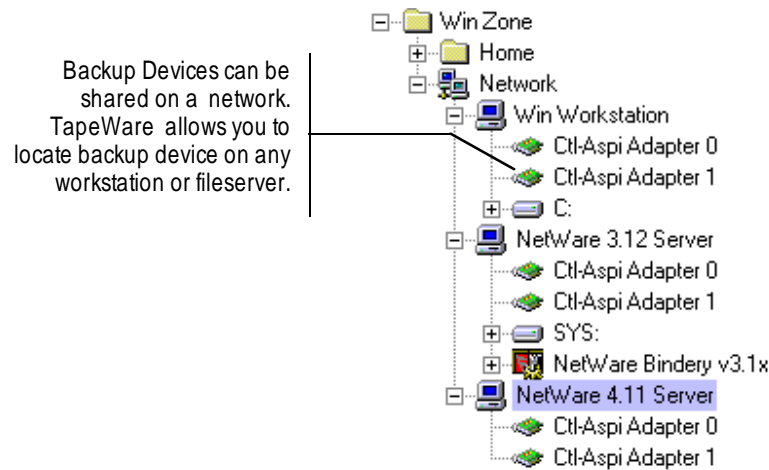 Backup Devices can be
shared on a network.
TapeWare allows you to
locate backup device on any
workstation or fileserver.
Win Zone
Home
Network
Win Workstation
Ctl-Aspi Adapter 0
Ctl-Aspi Adapter 1
C:
NetWare 3.12 Server
Ctl-Aspi Adapter 0
Ctl-Aspi Adapter 1
SYS:
NetWare Bindery v3.1x
NetWare 4.11 Server
Ctl-Aspi Adapter 0
Ctl-Aspi Adapter 1